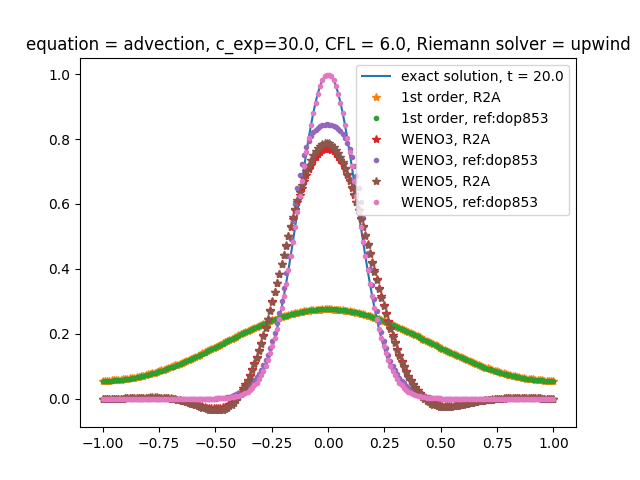 equation = advection, c_exp=30.0, CFL = 6.0, Riemann solver = upwind
exact solution, t = 20.0
1st order, R2A
1st order, ref:dop853
WENO3, R2A
WENO3, ref:dop853
WENO5, R2A
WENO5, ref:dop853
1.0
0.8
0.6
0.4
0.2
0.0
−1.00 −0.75 −0.50 −0.25 0.00 0.25 0.50 0.75 1.00